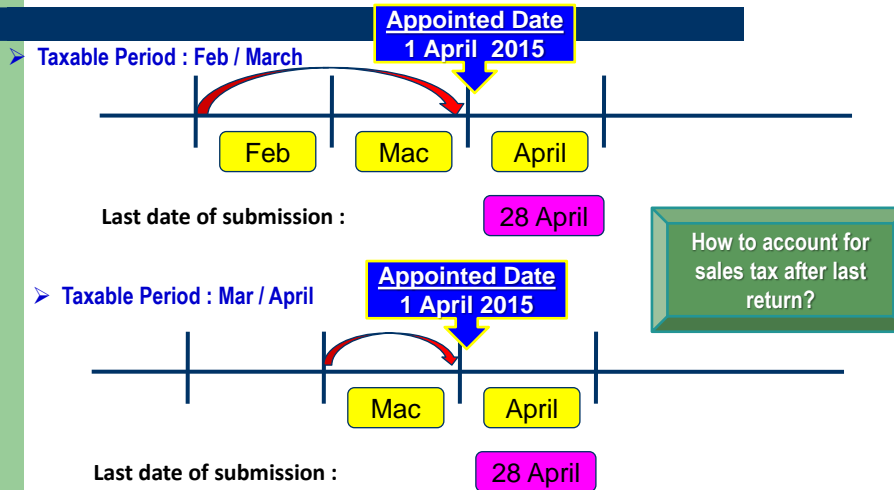 Appointed Date
1 April 2015
➢ Taxable Period : Feb / March
Feb
Mac
April
Last date of submission :
28 April
How to account for
sales tax after last
return?
Appointed Date
1 April 2015
➢ Taxable Period : Mar / April
Mac
April
Last date of submission :
28 April